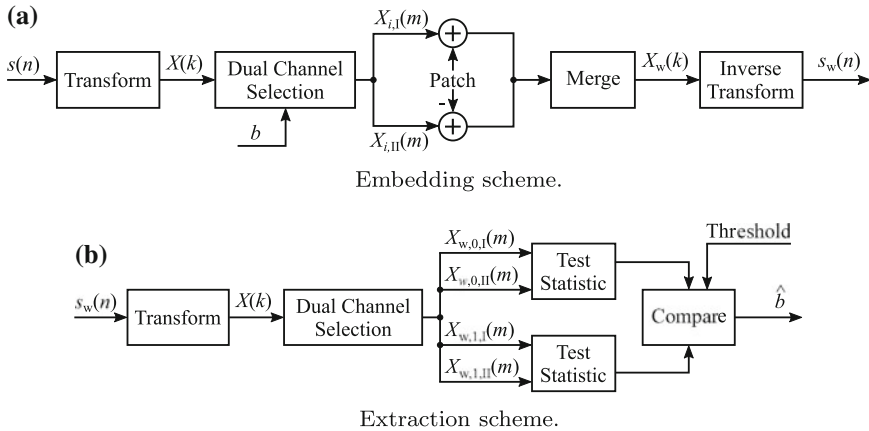 (a)
s(n)
Transform
X(k)
Dual Channel
Selection
b
X_{i,I}(m)
X_{i,II}(m)
+
Patch
-
+
Merge
X_w(k)
Inverse
Transform
s_w(n)
Embedding scheme.
(b)
s_w(n)
Transform
X(k)
Dual Channel
Selection
X_{w,0,I}(m)
X_{w,0,II}(m)
Test
Statistic
X_{w,1,I}(m)
X_{w,1,II}(m)
Test
Statistic
Threshold
Compare
b̂
Extraction scheme.